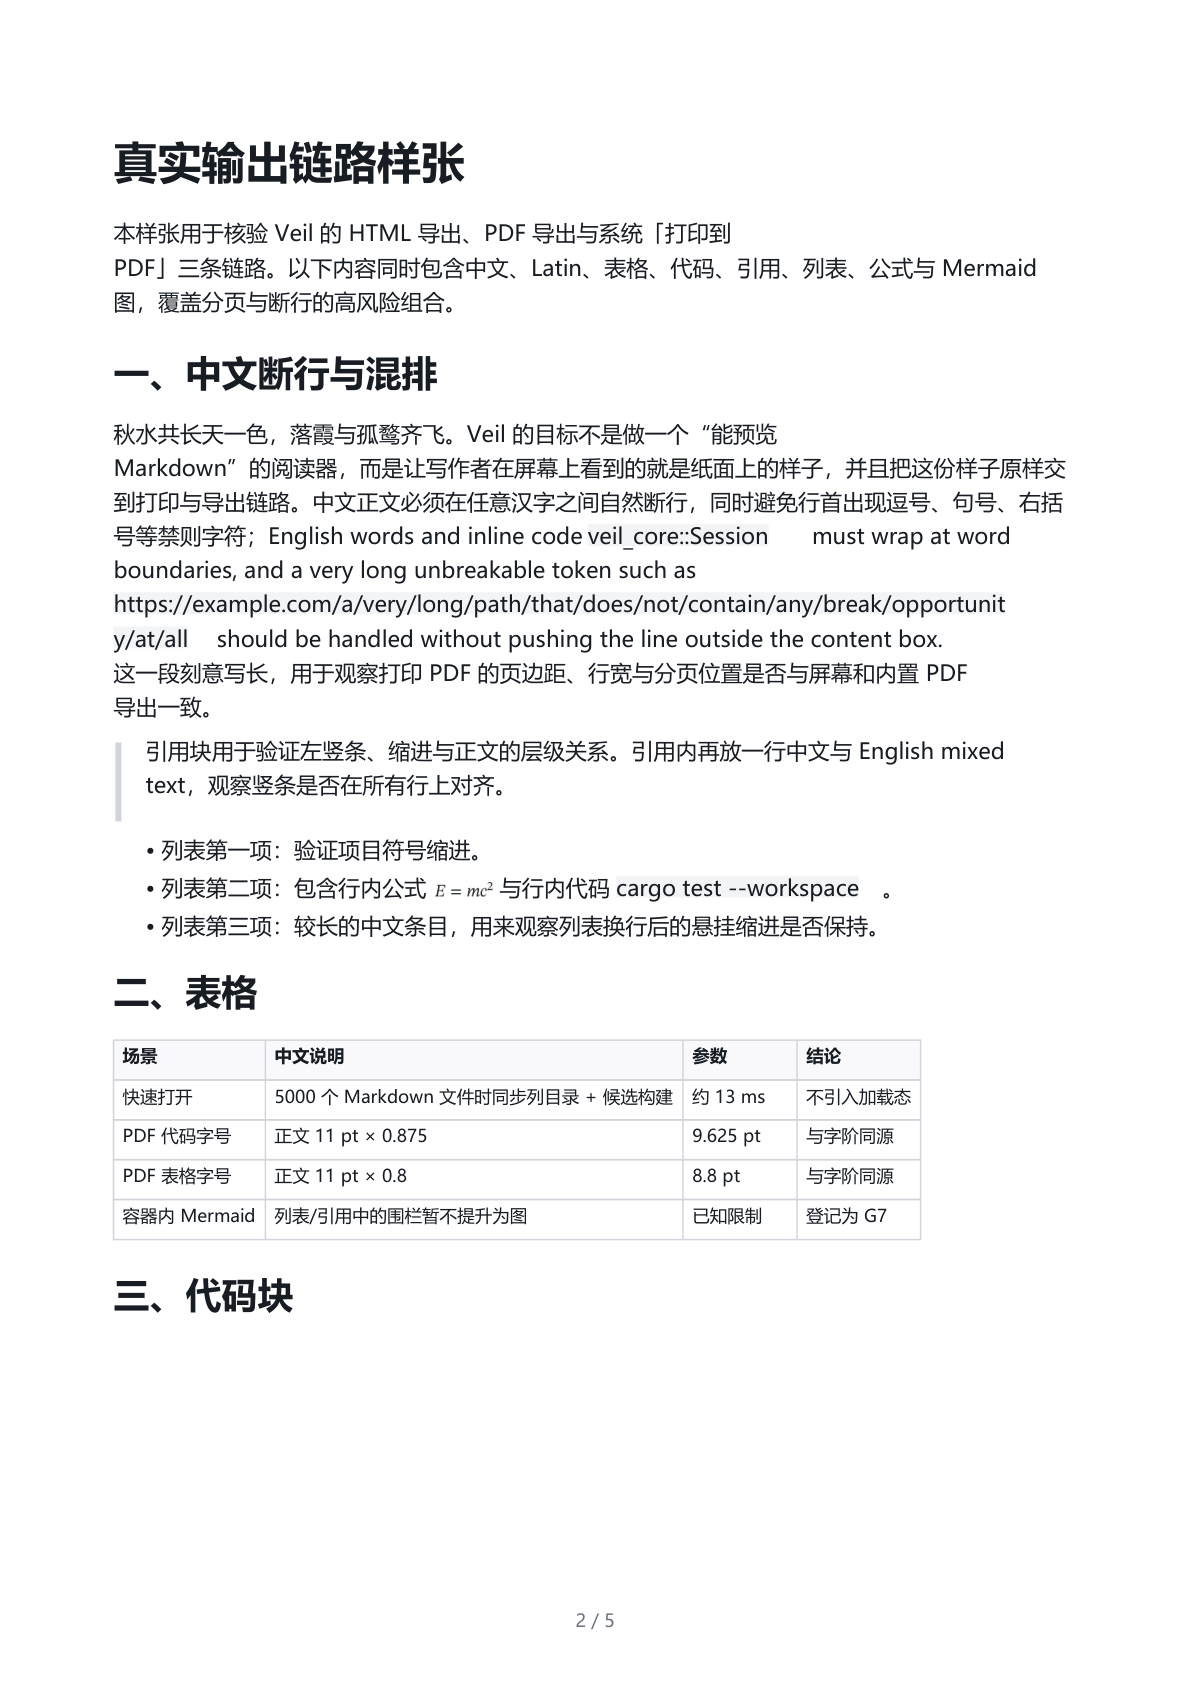 真实输出链路样张
本样张用于核验 Veil 的 HTML 导出、PDF 导出与系统「打印到
PDF」三条链路。以下内容同时包含中文、Latin、表格、代码、引用、列表、公式与 Mermaid
图，覆盖分页与断行的高风险组合。
一、中文断行与混排
秋水共长天一色，落霞与孤鹜齐飞。Veil 的目标不是做一个“能预览
Markdown”的阅读器，而是让写作者在屏幕上看到的就是纸面上的样子，并且把这份样子原样交
到打印与导出链路。中文正文必须在任意汉字之间自然断行，同时避免行首出现逗号、句号、右括
号等禁则字符；English words and inline code veil_core::Session must wrap at word
boundaries, and a very long unbreakable token such as
https://example.com/a/very/long/path/that/does/not/contain/any/break/opportunit
y/at/all should be handled without pushing the line outside the content box.
这一段刻意写长，用于观察打印 PDF 的页边距、行宽与分页位置是否与屏幕和内置 PDF
导出一致。
引用块用于验证左竖条、缩进与正文的层级关系。引用内再放一行中文与 English mixed
text，观察竖条是否在所有行上对齐。
• 列表第一项：验证项目符号缩进。
• 列表第二项：包含行内公式 E = mc² 与行内代码 cargo test --workspace 。
• 列表第三项：较长的中文条目，用来观察列表换行后的悬挂缩进是否保持。
二、表格
场景 中文说明 参数 结论
快速打开 5000 个 Markdown 文件时同步列目录 + 候选构建 约 13 ms 不引入加载态
PDF 代码字号 正文 11 pt × 0.875 9.625 pt 与字阶同源
PDF 表格字号 正文 11 pt × 0.8 8.8 pt 与字阶同源
容器内 Mermaid 列表/引用中的围栏暂不提升为图 已知限制 登记为 G7
三、代码块
2 / 5